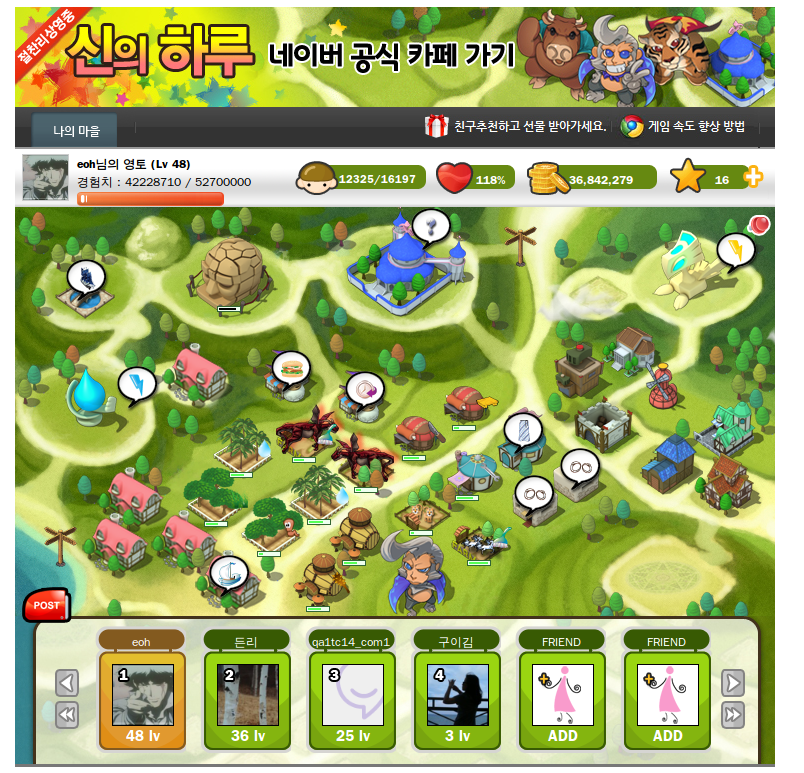 절찬리상영중
신의 하루
네이버 공식 카페 가기
나의 마을
친구추천하고 선물 받아가세요.
게임 속도 향상 방법
eoh님의 영토 (Lv 48)
경험치 : 42228710 / 52700000
12325/16197
118%
36,842,279
16
?
POST
eoh
든리
qa1tc14_com1
구이김
FRIEND
FRIEND
1
2
3
4
48 lv
36 lv
25 lv
3 lv
ADD
ADD